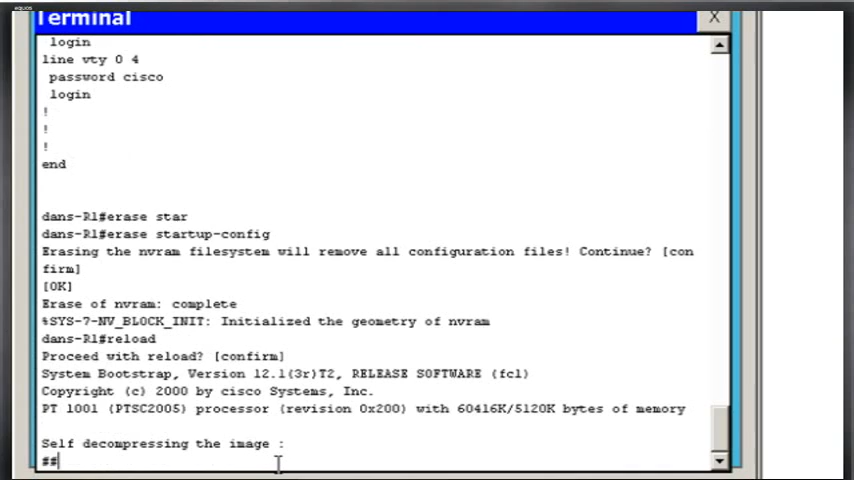 equos
Terminal
X
login
line vty 0 4
password cisco
login
!
!
!
end
dans-R1#erase star
dans-R1#erase startup-config
Erasing the nvram filesystem will remove all configuration files! Continue? [con
firm]
[OK]
Erase of nvram: complete
%SYS-7-NV_BLOCK_INIT: Initialized the geometry of nvram
dans-R1#reload
Proceed with reload? [confirm]
System Bootstrap, Version 12.1(3r)T2, RELEASE SOFTWARE (fc1)
Copyright (c) 2000 by cisco Systems, Inc.
PT 1001 (PTSC2005) processor (revision 0x200) with 60416K/5120K bytes of memory
Self decompressing the image :
##